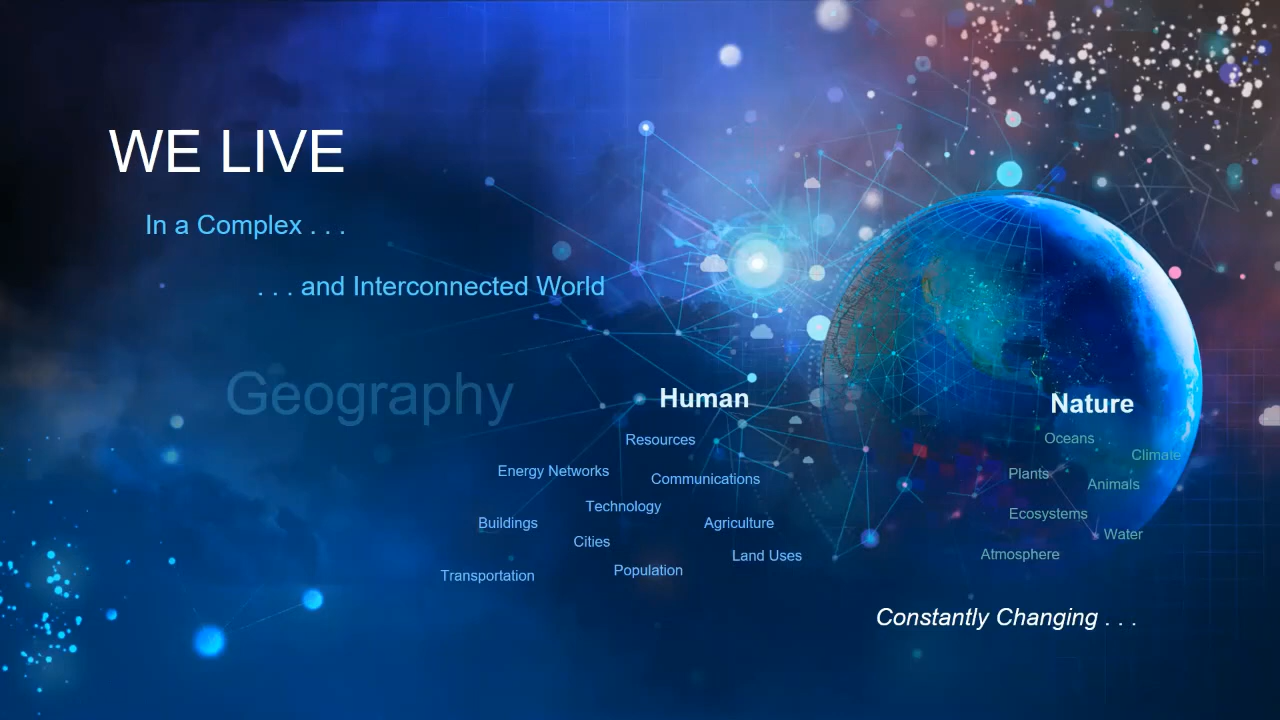 WE LIVE
In a Complex . . .
. . . and Interconnected World
Geography
Human
Resources
Energy Networks
Communications
Technology
Buildings
Agriculture
Cities
Land Uses
Population
Transportation
Nature
Oceans
Climate
Plants
Animals
Ecosystems
Water
Atmosphere
Constantly Changing . . .